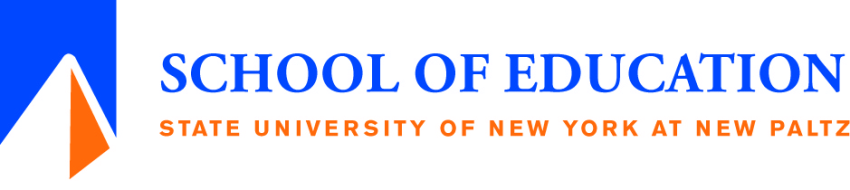 SCHOOL OF EDUCATION
STATE UNIVERSITY OF NEW YORK AT NEW PALTZ